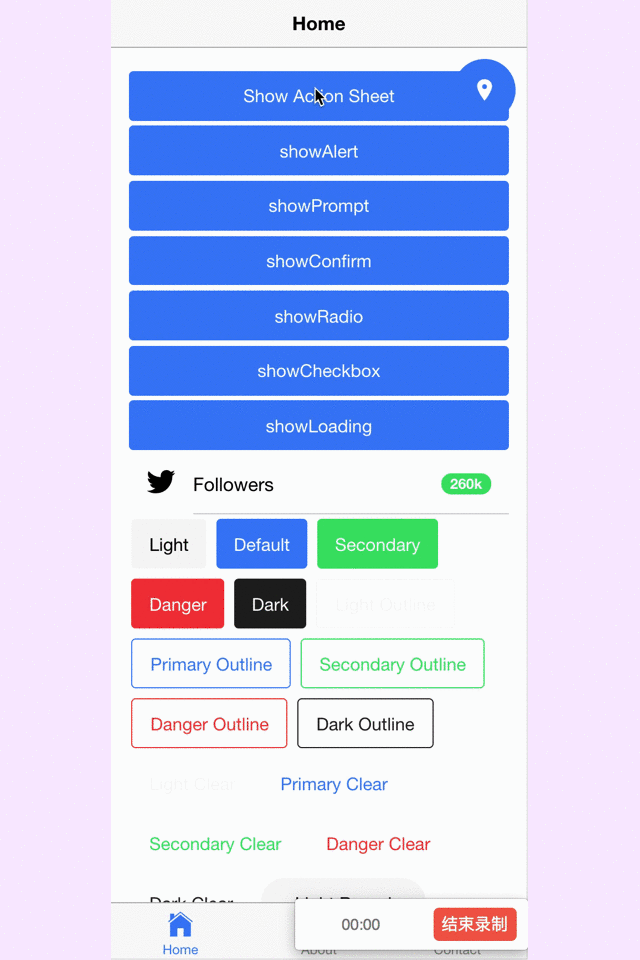 Home
Show Action Sheet
showAlert
showPrompt
showConfirm
showRadio
showCheckbox
showLoading
Followers 260k
Light Default Secondary
Danger Dark Light Outline
Primary Outline Secondary Outline
Danger Outline Dark Outline
Light Clear Primary Clear
Secondary Clear Danger Clear
Dark Clear Light Round
00:00 结束录制
Home About Contact